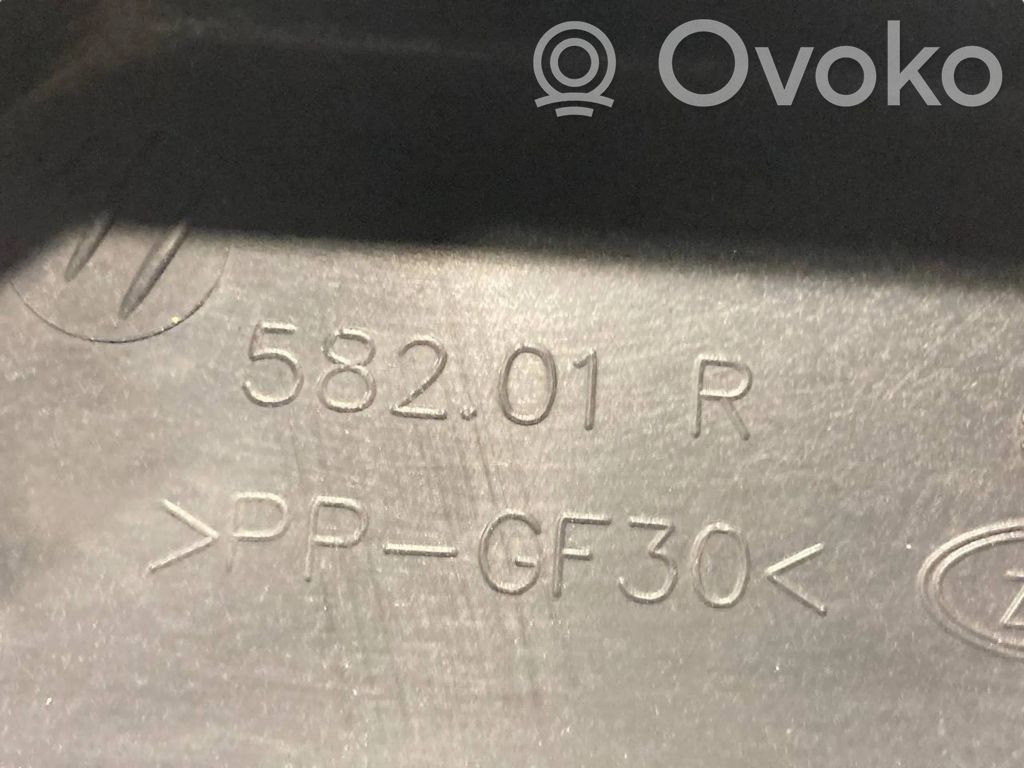 Ovoko
582.01 R
>PP-GF30<